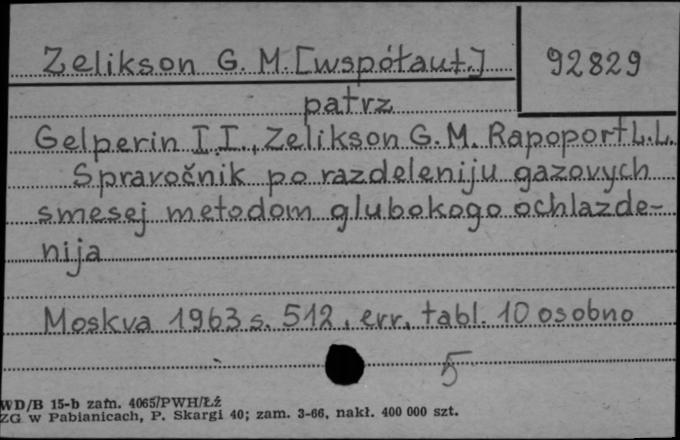 Zelikson G. M. [współaut.] 92829
patrz
Gelperin I.I., Zelikson G.M. Rapoport L.L.
Spravočnik po razdeleniju gazovych
smesej metodom glubokogo ochlazde-
nija
Moskva 1963 s. 512, err, tabl. 10 osobno
5
WD/B 15-b zam. 4065/PWH/Łź
ZG w Pabianicach, P. Skargi 40; zam. 3-66, nakł. 400 000 szt.